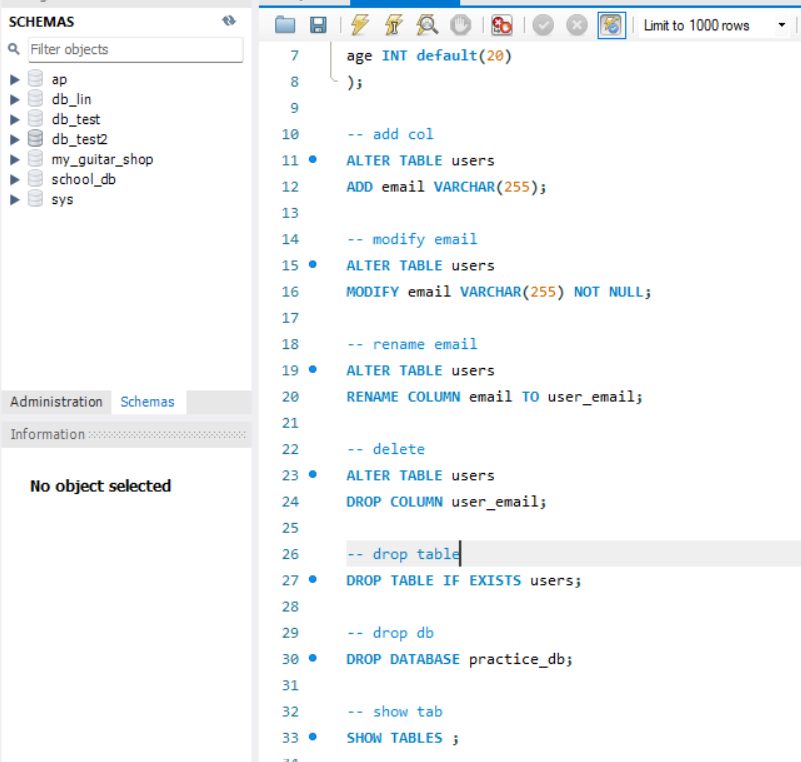 SCHEMAS
Filter objects
ap
db_lin
db_test
db_test2
my_guitar_shop
school_db
sys
Administration Schemas
Information
No object selected
Limit to 1000 rows
7 age INT default(20)
8 );
9
10 -- add col
11 ALTER TABLE users
12 ADD email VARCHAR(255);
13
14 -- modify email
15 ALTER TABLE users
16 MODIFY email VARCHAR(255) NOT NULL;
17
18 -- rename email
19 ALTER TABLE users
20 RENAME COLUMN email TO user_email;
21
22 -- delete
23 ALTER TABLE users
24 DROP COLUMN user_email;
25
26 -- drop table
27 DROP TABLE IF EXISTS users;
28
29 -- drop db
30 DROP DATABASE practice_db;
31
32 -- show tab
33 SHOW TABLES ;